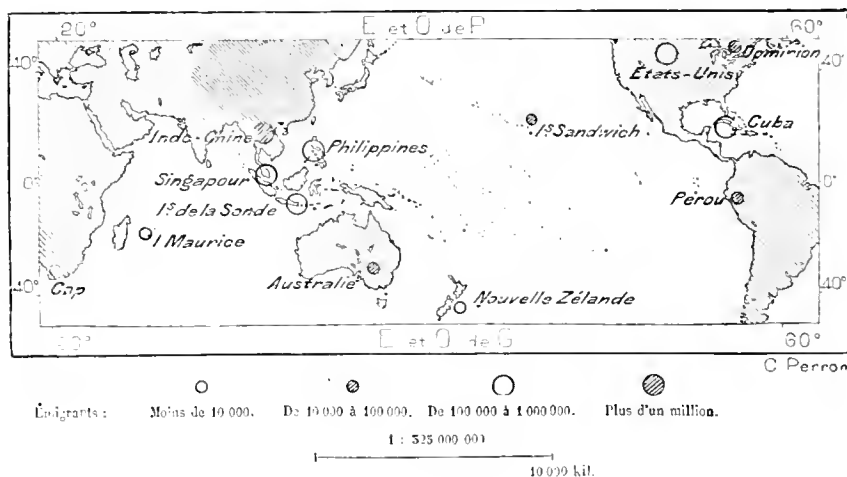 20° E et O de P 60°
40° 40°
Dominion
États-Unis
Cuba
Is Sandwich
Indo-Chine
Philippines
Singapour
0° 0°
Pérou
Is de la Sonde
I Maurice
Australie
40° Cap 40°
Nouvelle Zélande
E et O de G 60°
C Perron
Émigrants : Moins de 10 000. De 10 000 à 100 000. De 100 000 à 1 000 000. Plus d'un million.
1 : 325 000 000
10 000 kil.